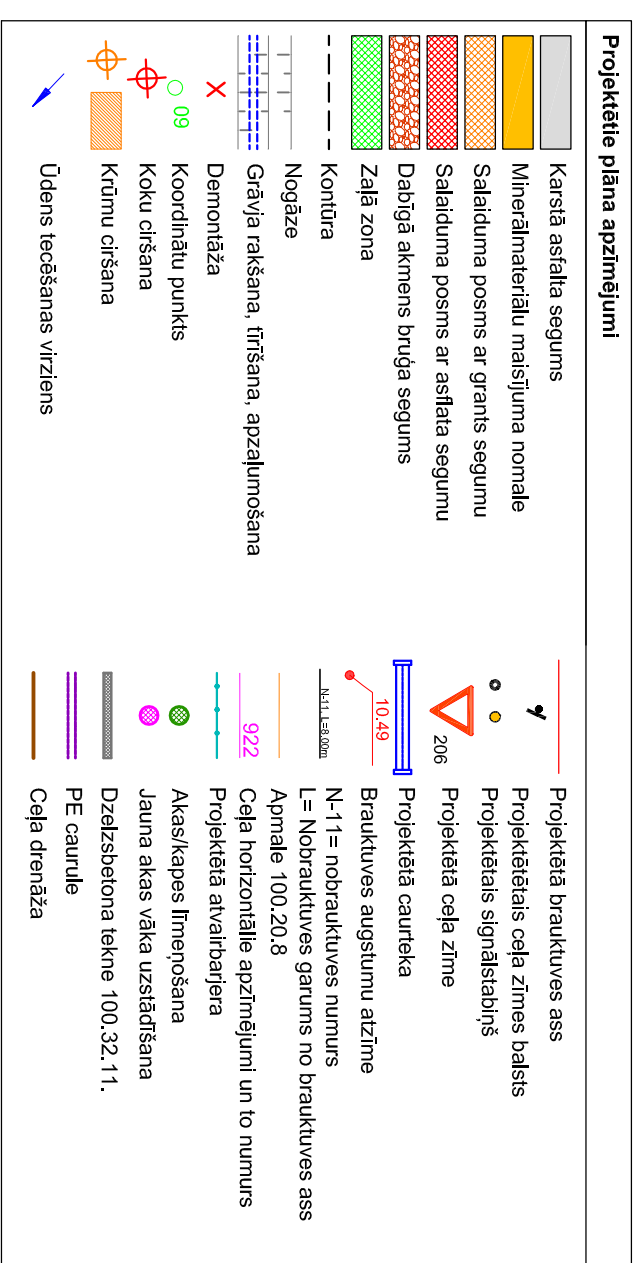 Projektētie plāna apzīmējumi
Karstā asfalta segums
Minerālmateriālu maisījuma nomale
Salaiduma posms ar grants segumu
Salaiduma posms ar asflata segumu
Dabīgā akmens bruģa segums
Zaļā zona
Kontūra
Nogāze
Grāvja rakšana, tīrīšana, apzaļumošana
X Demontāža
09 Koordinātu punkts
Koku ciršana
Krūmu ciršana
Ūdens tecēšanas virziens
Projektētā brauktuves ass
Projektētētais ceļa zīmes balsts
Projektētais signālstabiņš
206 Projektētā ceļa zīme
Projektētā caurteka
10.49 Brauktuves augstumu atzīme
N-11 L=8.00m N-11= nobrauktuves numurs
L= Nobrauktuves garums no brauktuves ass
Apmale 100.20.8
922 Ceļa horizontālie apzīmējumi un to numurs
Projektētā atvairbarjera
Akas/kapes līmeņošana
Jauna akas vāka uzstādīšana
Dzelzsbetona tekne 100.32.11.
PE caurule
Ceļa drenāža